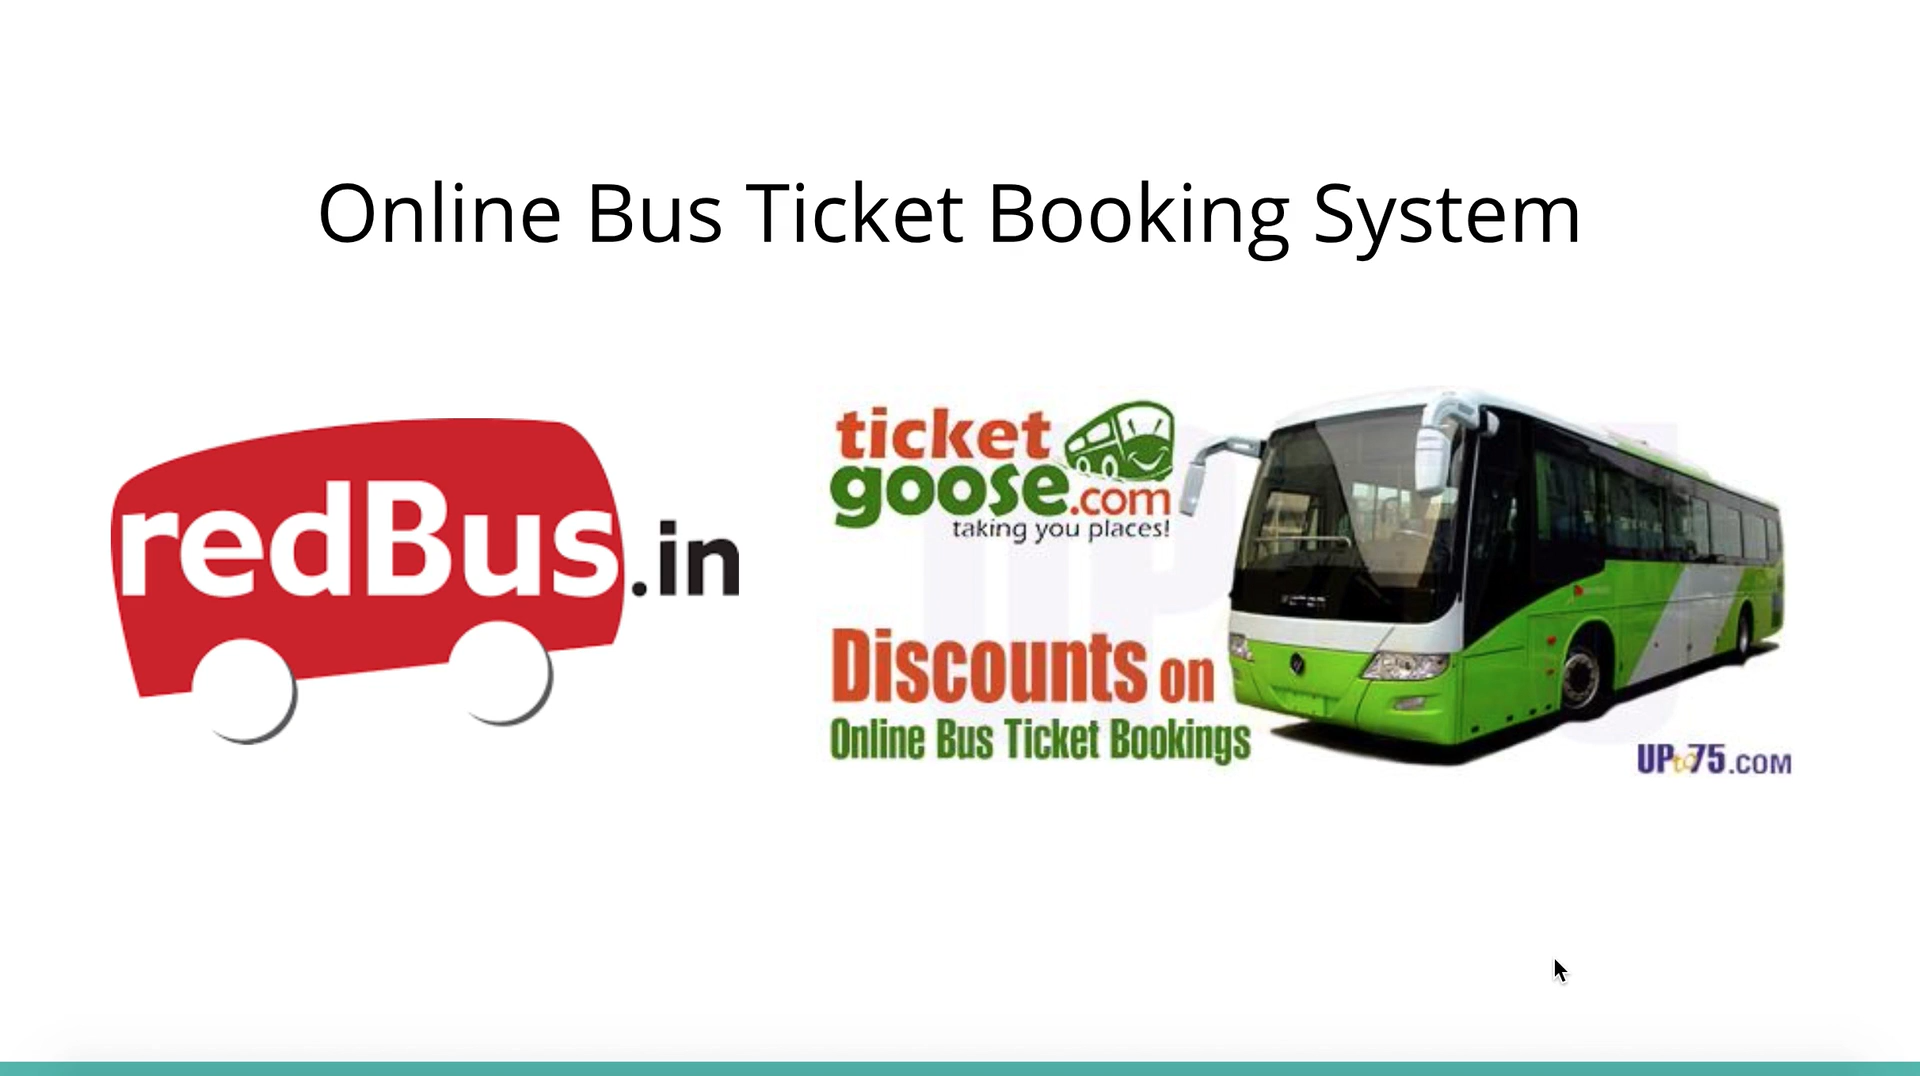 Online Bus Ticket Booking System
redBus.in
ticket
goose.com
taking you places!
Discounts on
Online Bus Ticket Bookings
UPto75.COM